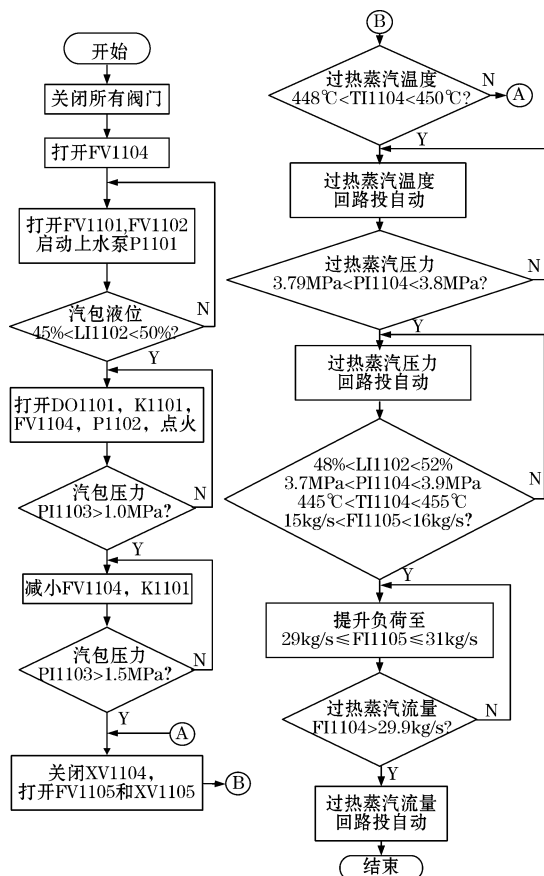 开始
关闭所有阀门
打开FV1104
打开FV1101,FV1102
启动上水泵P1101
汽包液位
45%<LI1102<50%?
N
Y
打开DO1101, K1101,
FV1104, P1102, 点火
汽包压力
PI1103>1.0MPa?
N
Y
减小FV1104, K1101
汽包压力
PI1103>1.5MPa?
N
Y
A
关闭XV1104,
打开FV1105和XV1105
B
B
过热蒸汽温度
448℃<TI1104<450℃?
N
A
Y
过热蒸汽温度
回路投自动
过热蒸汽压力
3.79MPa<PI1104<3.8MPa?
N
Y
过热蒸汽压力
回路投自动
48%<LI1102<52%
3.7MPa<PI1104<3.9MPa
445℃<TI1104<455℃
15kg/s<FI1105<16kg/s?
N
Y
提升负荷至
29kg/s≤FI1105≤31kg/s
过热蒸汽流量
FI1104>29.9kg/s?
N
Y
过热蒸汽流量
回路投自动
结束